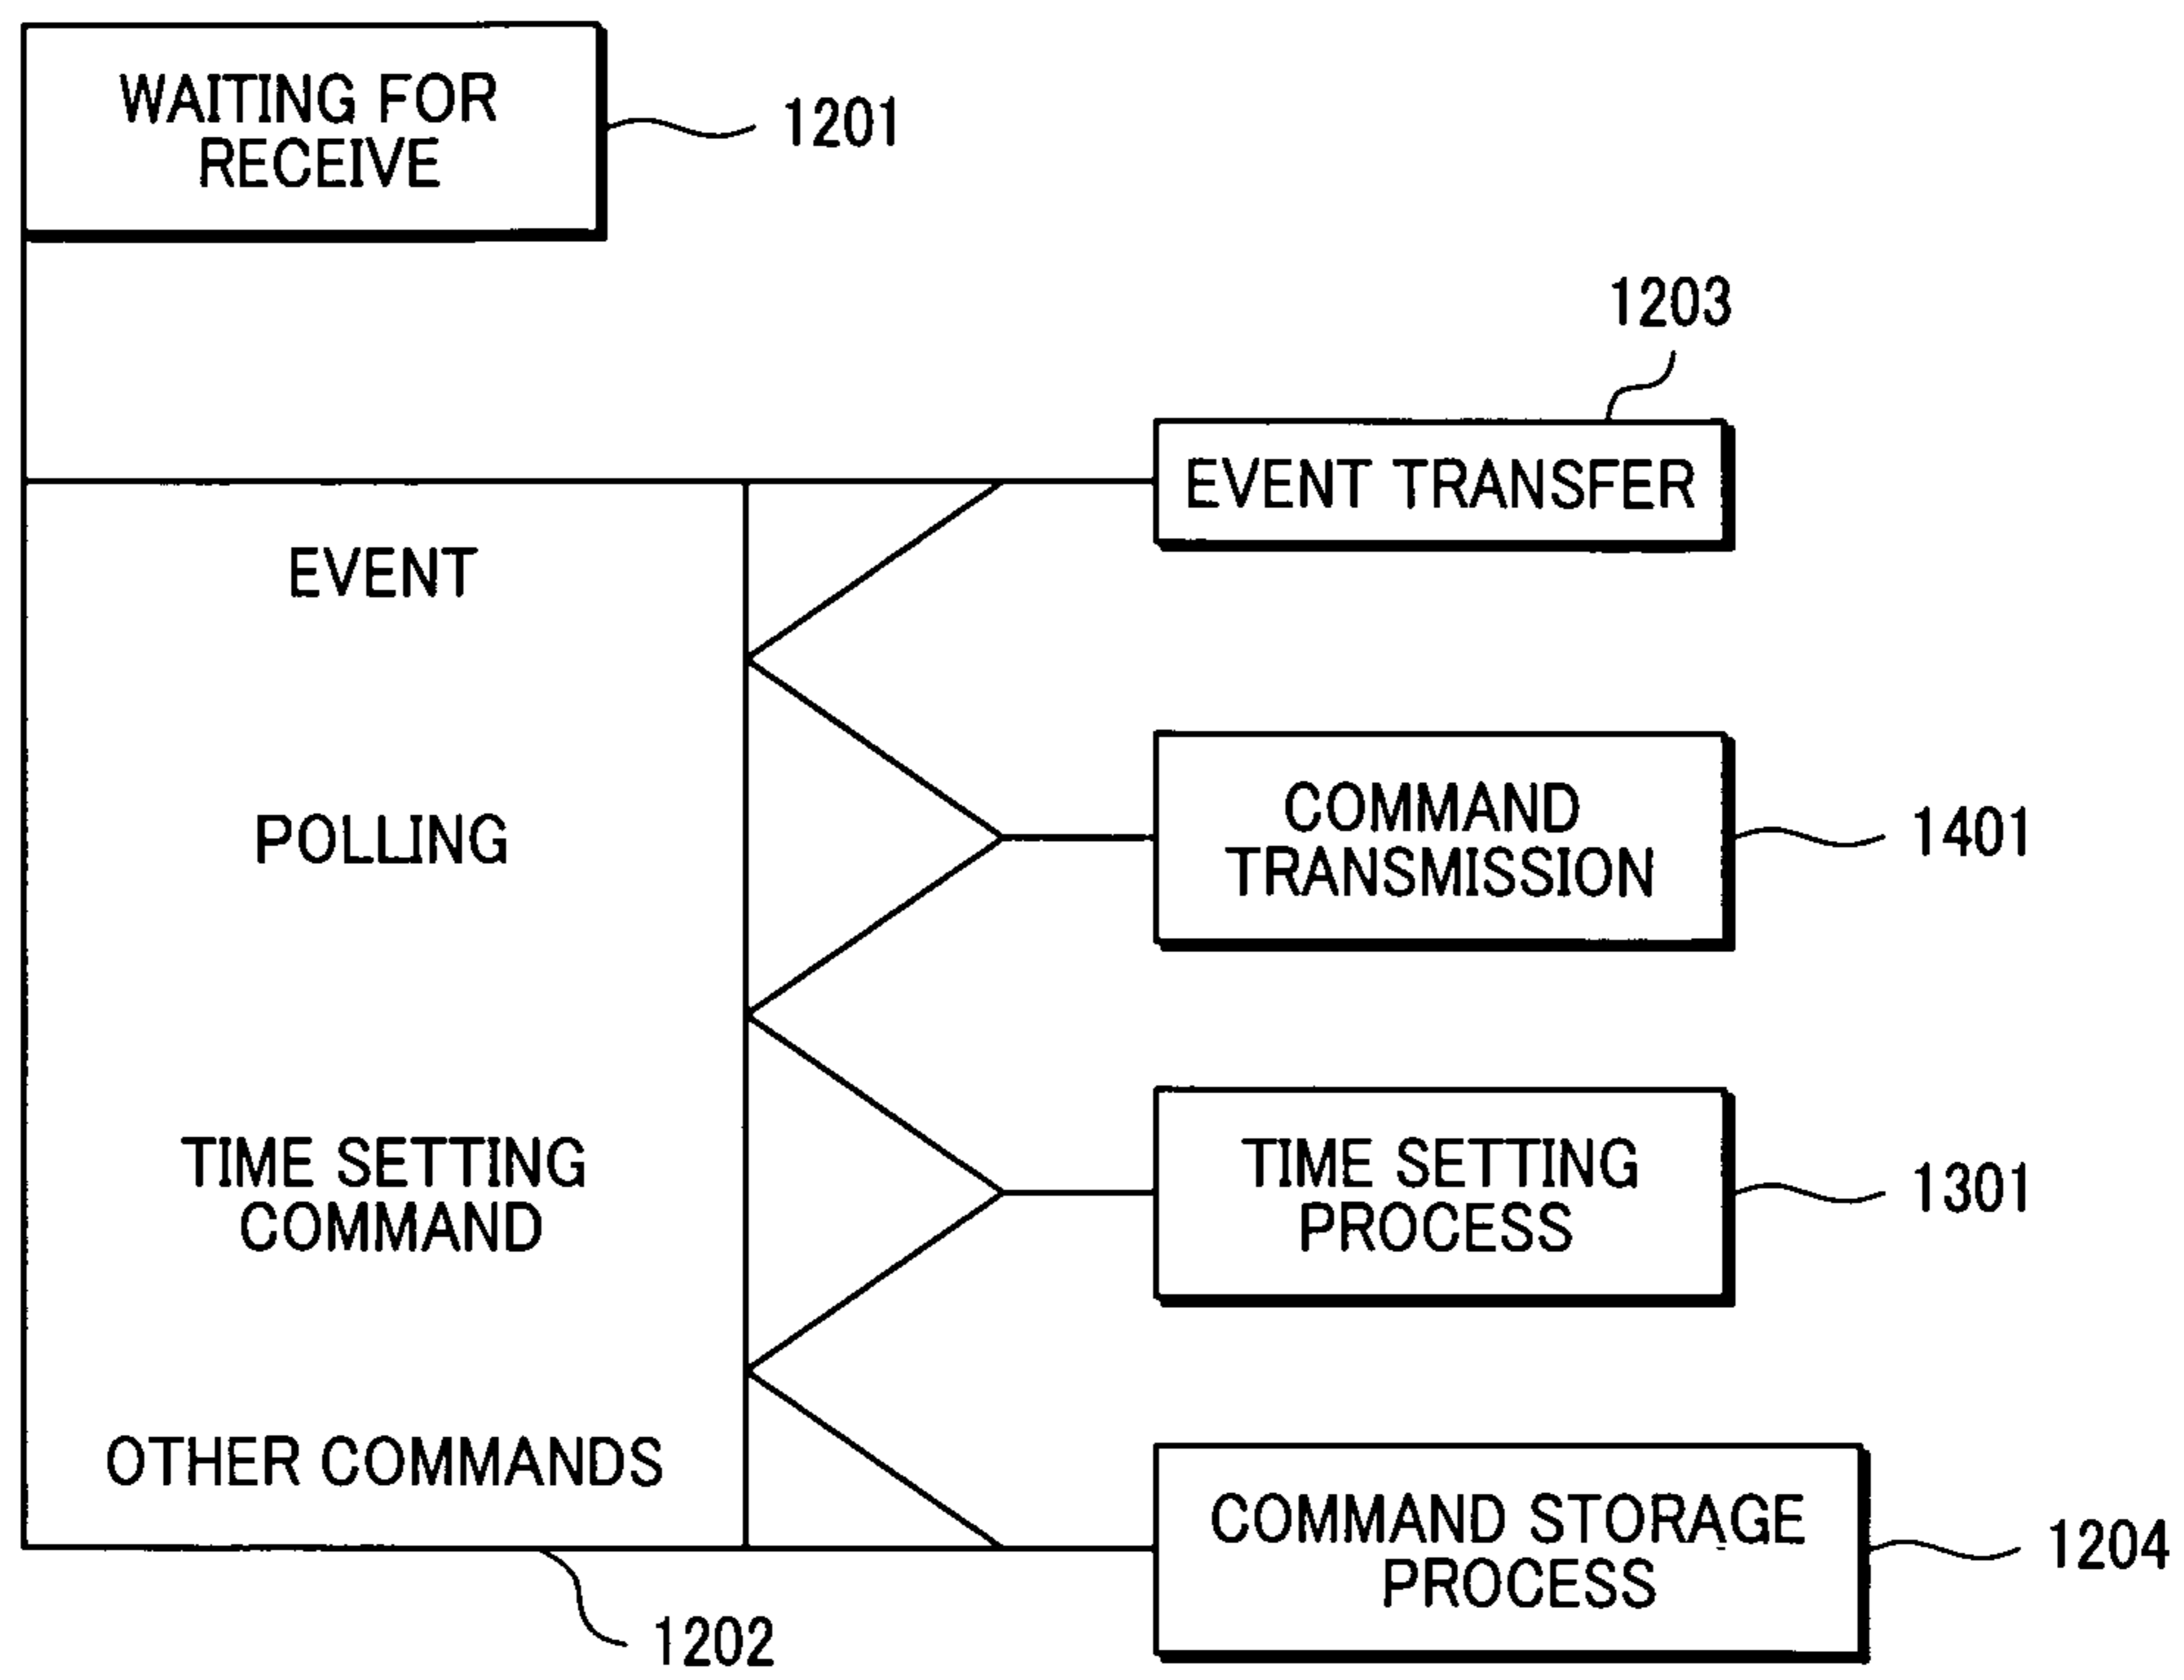 WAITING FOR
RECEIVE
1201
1203
EVENT TRANSFER
EVENT
POLLING
COMMAND
TRANSMISSION
1401
TIME SETTING
COMMAND
TIME SETTING
PROCESS
1301
OTHER COMMANDS
COMMAND STORAGE
PROCESS
1204
1202